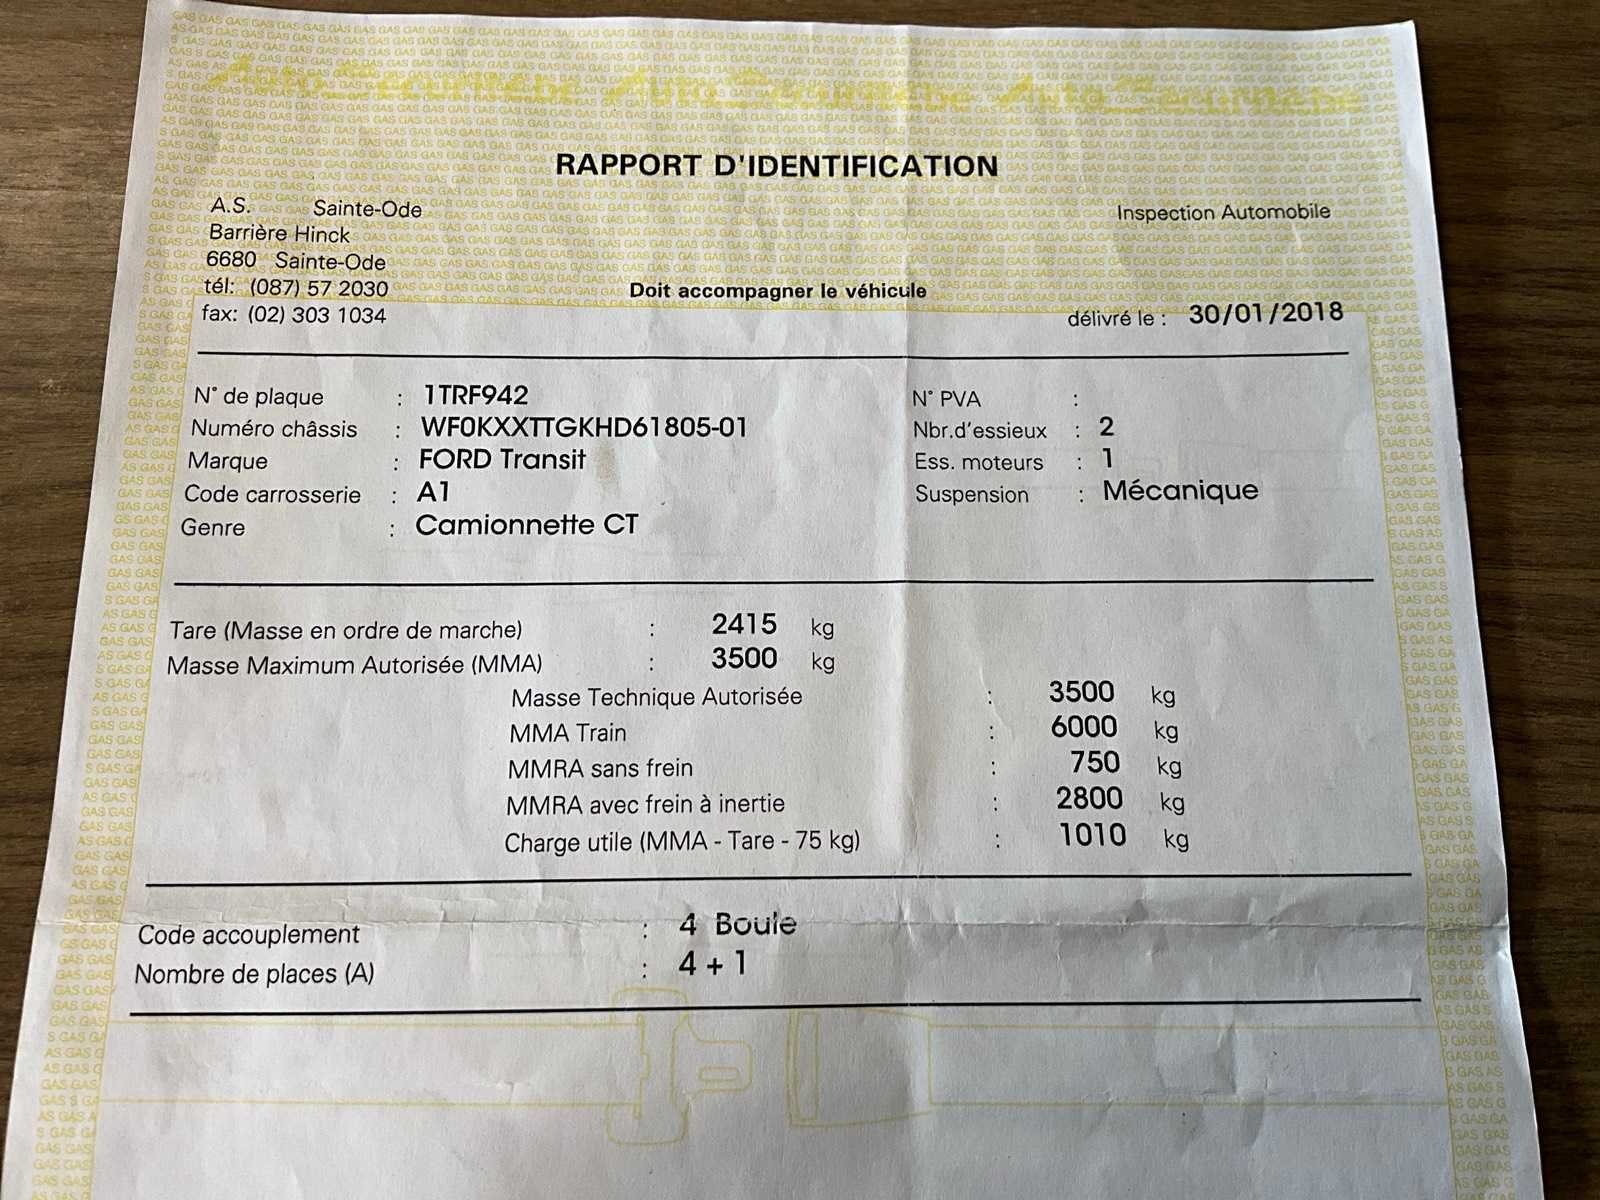 RAPPORT D'IDENTIFICATION
A.S. Sainte-Ode
Inspection Automobile
Barrière Hinck
6680 Sainte-Ode
tél: (087) 57 2030
Doit accompagner le véhicule
fax: (02) 303 1034
délivré le : 30/01/2018
N° de plaque : 1TRF942
N° PVA :
Numéro châssis : WF0KXXTTGKHD61805-01
Nbr.d'essieux : 2
Marque : FORD Transit
Ess. moteurs : 1
Code carrosserie : A1
Suspension : Mécanique
Genre : Camionnette CT
Tare (Masse en ordre de marche) : 2415 kg
Masse Maximum Autorisée (MMA) : 3500 kg
Masse Technique Autorisée : 3500 kg
MMA Train : 6000 kg
MMRA sans frein : 750 kg
MMRA avec frein à inertie : 2800 kg
Charge utile (MMA - Tare - 75 kg) : 1010 kg
Code accouplement : 4 Boule
Nombre de places (A) : 4 + 1